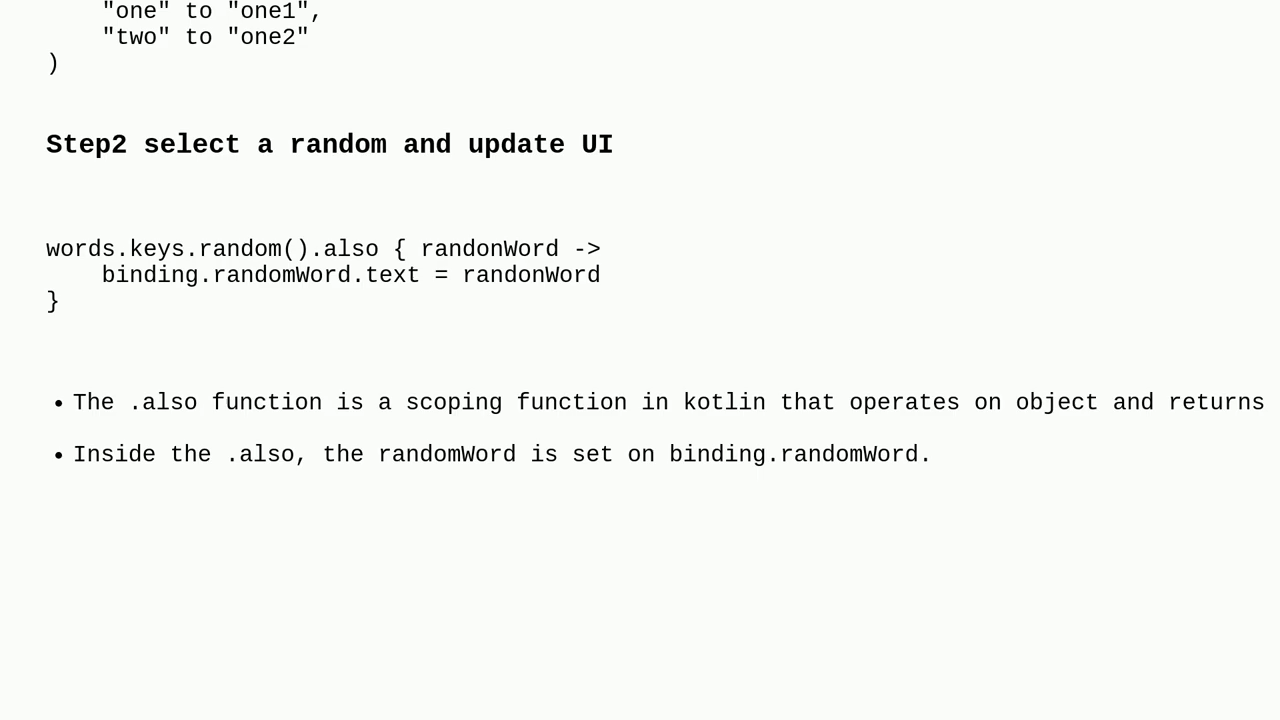 "one" to "one1",
"two" to "one2"
)
Step2 select a random and update UI
words.keys.random().also { randonWord ->
binding.randomWord.text = randonWord
}
• The .also function is a scoping function in kotlin that operates on object and returns
• Inside the .also, the randomWord is set on binding.randomWord.